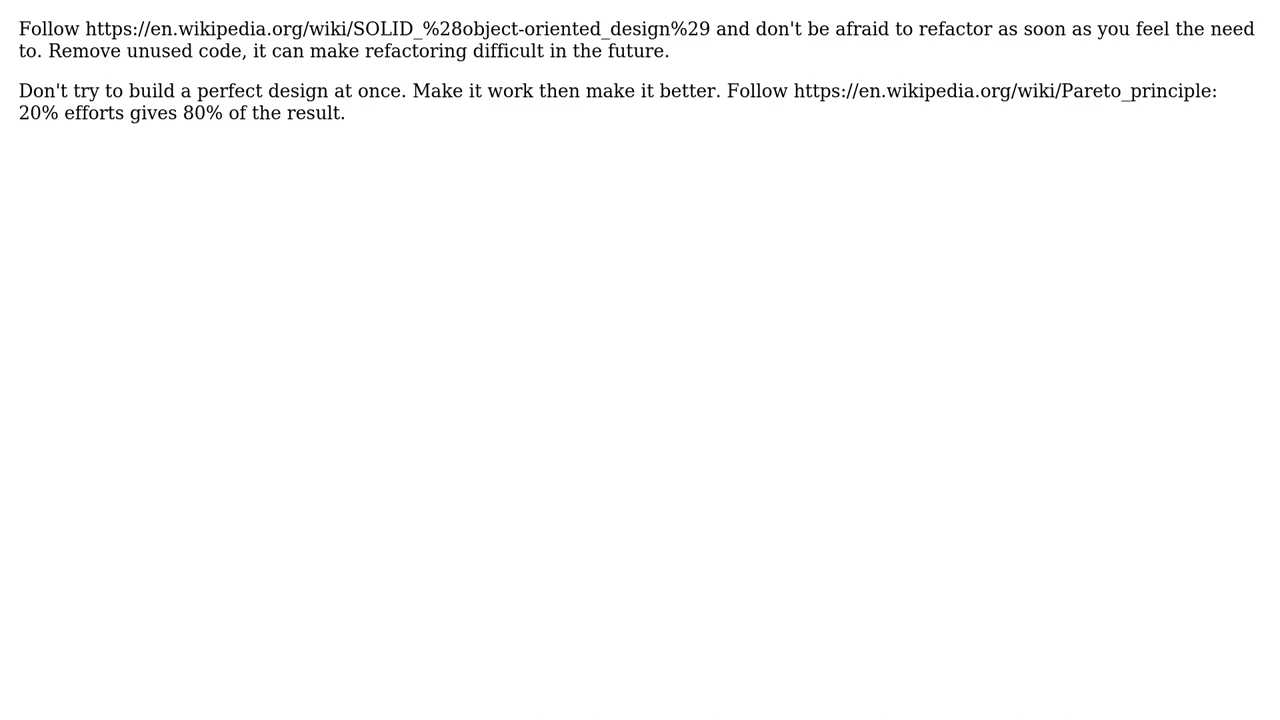 Follow https://en.wikipedia.org/wiki/SOLID_%28object-oriented_design%29 and don't be afraid to refactor as soon as you feel the need
to. Remove unused code, it can make refactoring difficult in the future.
Don't try to build a perfect design at once. Make it work then make it better. Follow https://en.wikipedia.org/wiki/Pareto_principle:
20% efforts gives 80% of the result.